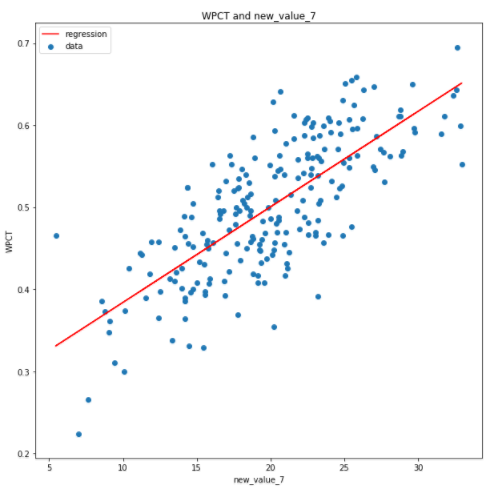 WPCT and new_value_7
regression
data
0.7
0.6
0.5
0.4
0.3
0.2
WPCT
5 10 15 20 25 30
new_value_7